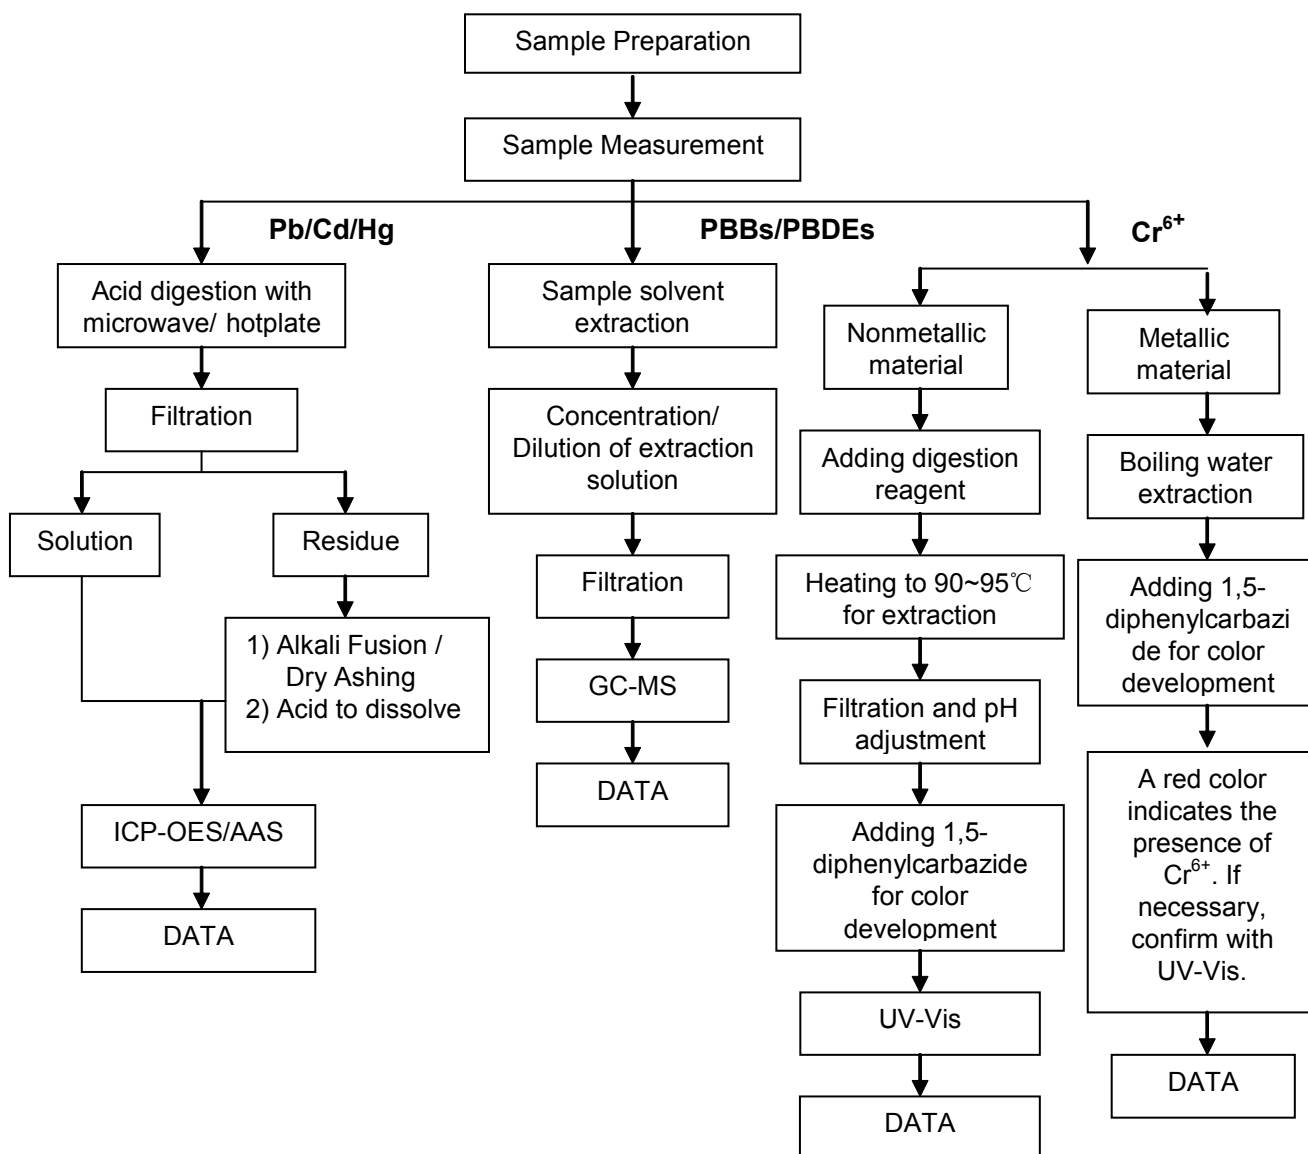 Sample Preparation
Sample Measurement
Pb/Cd/Hg
PBBs/PBDEs
Cr⁶⁺
Acid digestion with
microwave/ hotplate
Filtration
Solution
Residue
1) Alkali Fusion /
Dry Ashing
2) Acid to dissolve
ICP-OES/AAS
DATA
Sample solvent
extraction
Concentration/
Dilution of extraction
solution
Filtration
GC-MS
DATA
Nonmetallic
material
Adding digestion
reagent
Heating to 90~95℃
for extraction
Filtration and pH
adjustment
Adding 1,5-
diphenylcarbazide
for color
development
UV-Vis
DATA
Metallic
material
Boiling water
extraction
Adding 1,5-
diphenylcarbazi
de for color
development
A red color
indicates the
presence of
Cr⁶⁺. If
necessary,
confirm with
UV-Vis.
DATA